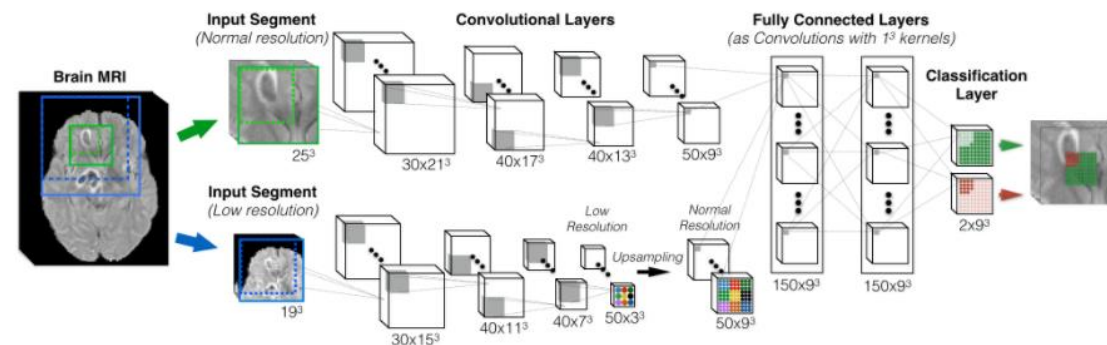 Brain MRI
Input Segment
(Normal resolution)
25³
Convolutional Layers
30x21³
40x17³
40x13³
50x9³
Fully Connected Layers
(as Convolutions with 1³ kernels)
Classification
Layer
Input Segment
(Low resolution)
19³
30x15³
40x11³
40x7³
Low
Resolution
50x3³
Upsampling
Normal
Resolution
50x9³
150x9³
150x9³
2x9³